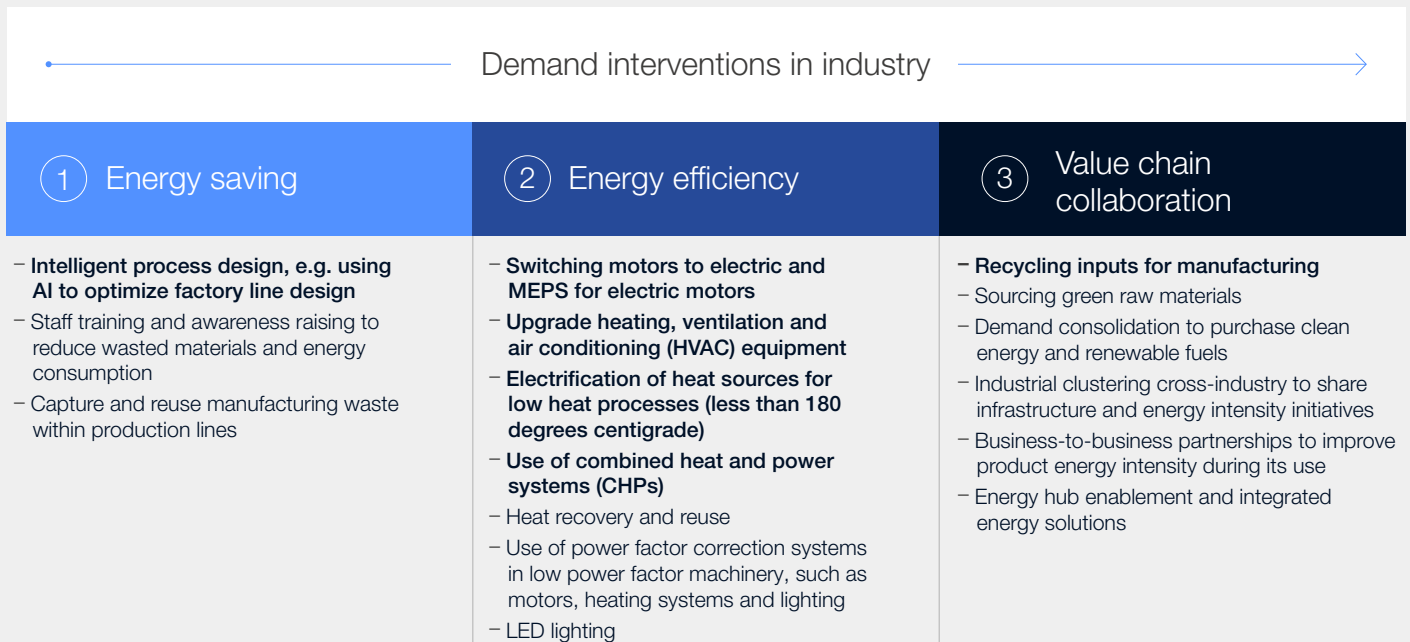 Demand interventions in industry
1 Energy saving
– Intelligent process design, e.g. using
AI to optimize factory line design
– Staff training and awareness raising to
reduce wasted materials and energy
consumption
– Capture and reuse manufacturing waste
within production lines
2 Energy efficiency
– Switching motors to electric and
MEPS for electric motors
– Upgrade heating, ventilation and
air conditioning (HVAC) equipment
– Electrification of heat sources for
low heat processes (less than 180
degrees centigrade)
– Use of combined heat and power
systems (CHPs)
– Heat recovery and reuse
– Use of power factor correction systems
in low power factor machinery, such as
motors, heating systems and lighting
– LED lighting
3 Value chain
collaboration
– Recycling inputs for manufacturing
– Sourcing green raw materials
– Demand consolidation to purchase clean
energy and renewable fuels
– Industrial clustering cross-industry to share
infrastructure and energy intensity initiatives
– Business-to-business partnerships to improve
product energy intensity during its use
– Energy hub enablement and integrated
energy solutions